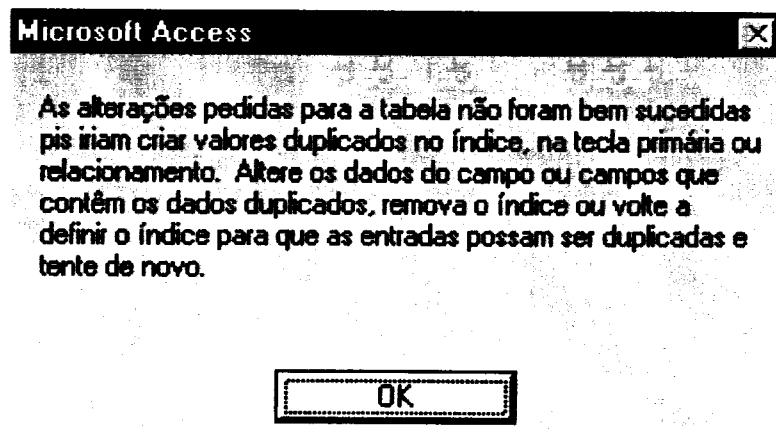 Microsoft Access
As alterações pedidas para a tabela não foram bem sucedidas
pis iriam criar valores duplicados no índice, na tecla primária ou
relacionamento. Altere os dados do campo ou campos que
contêm os dados duplicados, remova o índice ou volte a
definir o índice para que as entradas possam ser duplicadas e
tente de novo.
OK